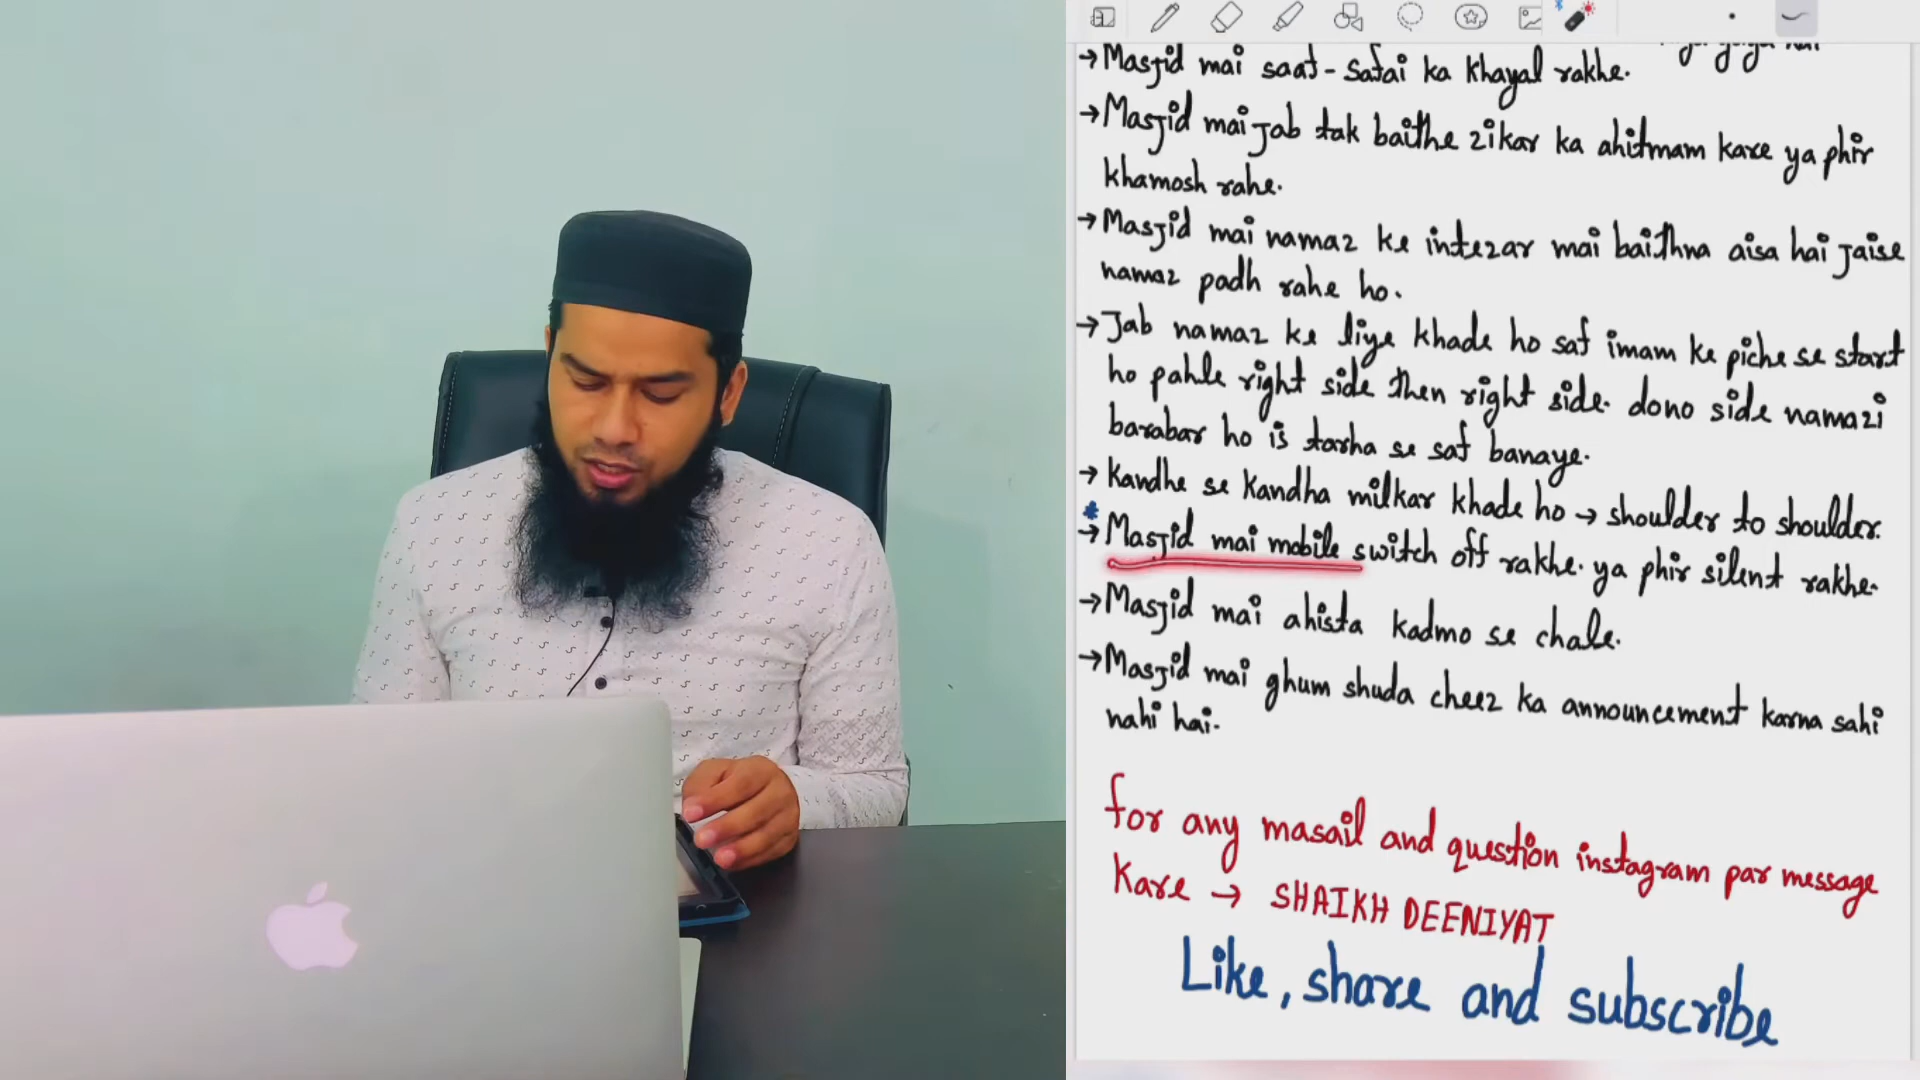 → Masjid mai saaf-safai ka khayal rakhe.
→ Masjid mai jab tak baithe zikar ka ahitmam kare ya phir
khamosh rahe.
→ Masjid mai namaz ke intezar mai baithna aisa hai jaise
namaz padh rahe ho.
→ Jab namaz ke liye khade ho saf imam ke piche se start
ho pahle right side then right side. dono side namazi
barabar ho is tarha se saf banaye.
→ Kandhe se kandha milkar khade ho → shoulder to shoulder.
*
→ Masjid mai mobile switch off rakhe. ya phir silent rakhe.
→ Masjid mai ahista kadmo se chale.
→ Masjid mai ghum shuda cheez ka announcement karna sahi
nahi hai.
for any masail and question instagram par message
Kare → SHAIKH DEENIYAT
Like, share and subscribe